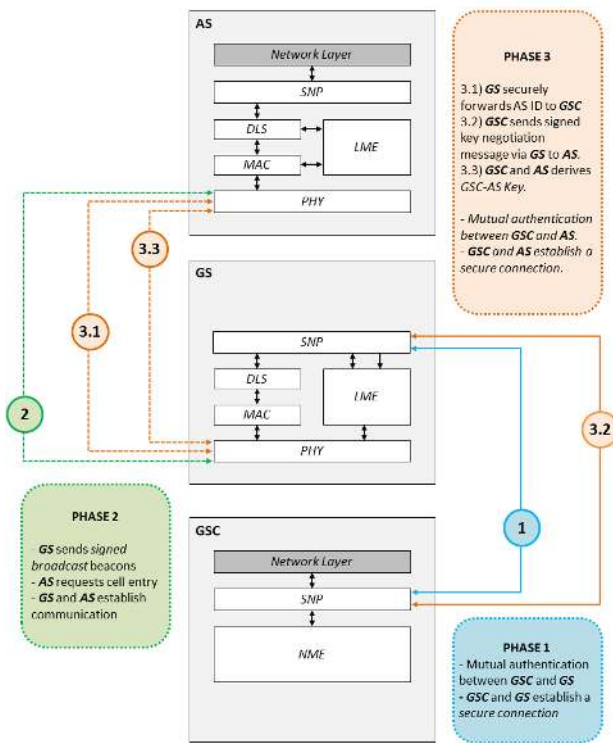 AS
Network Layer
SNP
DLS
LME
MAC
PHY
PHASE 3
3.1) GS securely
forwards AS ID to GSC
3.2) GSC sends signed
key negotiation
message via GS to AS.
3.3) GSC and AS derives
GSC-AS Key.
- Mutual authentication
between GSC and AS.
- GSC and AS establish a
secure connection.
3.3
3.1
2
GS
SNP
DLS
LME
MAC
PHY
3.2
1
PHASE 2
- GS sends signed
broadcast beacons
- AS requests cell entry
- GS and AS establish
communication
GSC
Network Layer
SNP
NME
PHASE 1
- Mutual authentication
between GSC and GS
- GSC and GS establish a
secure connection